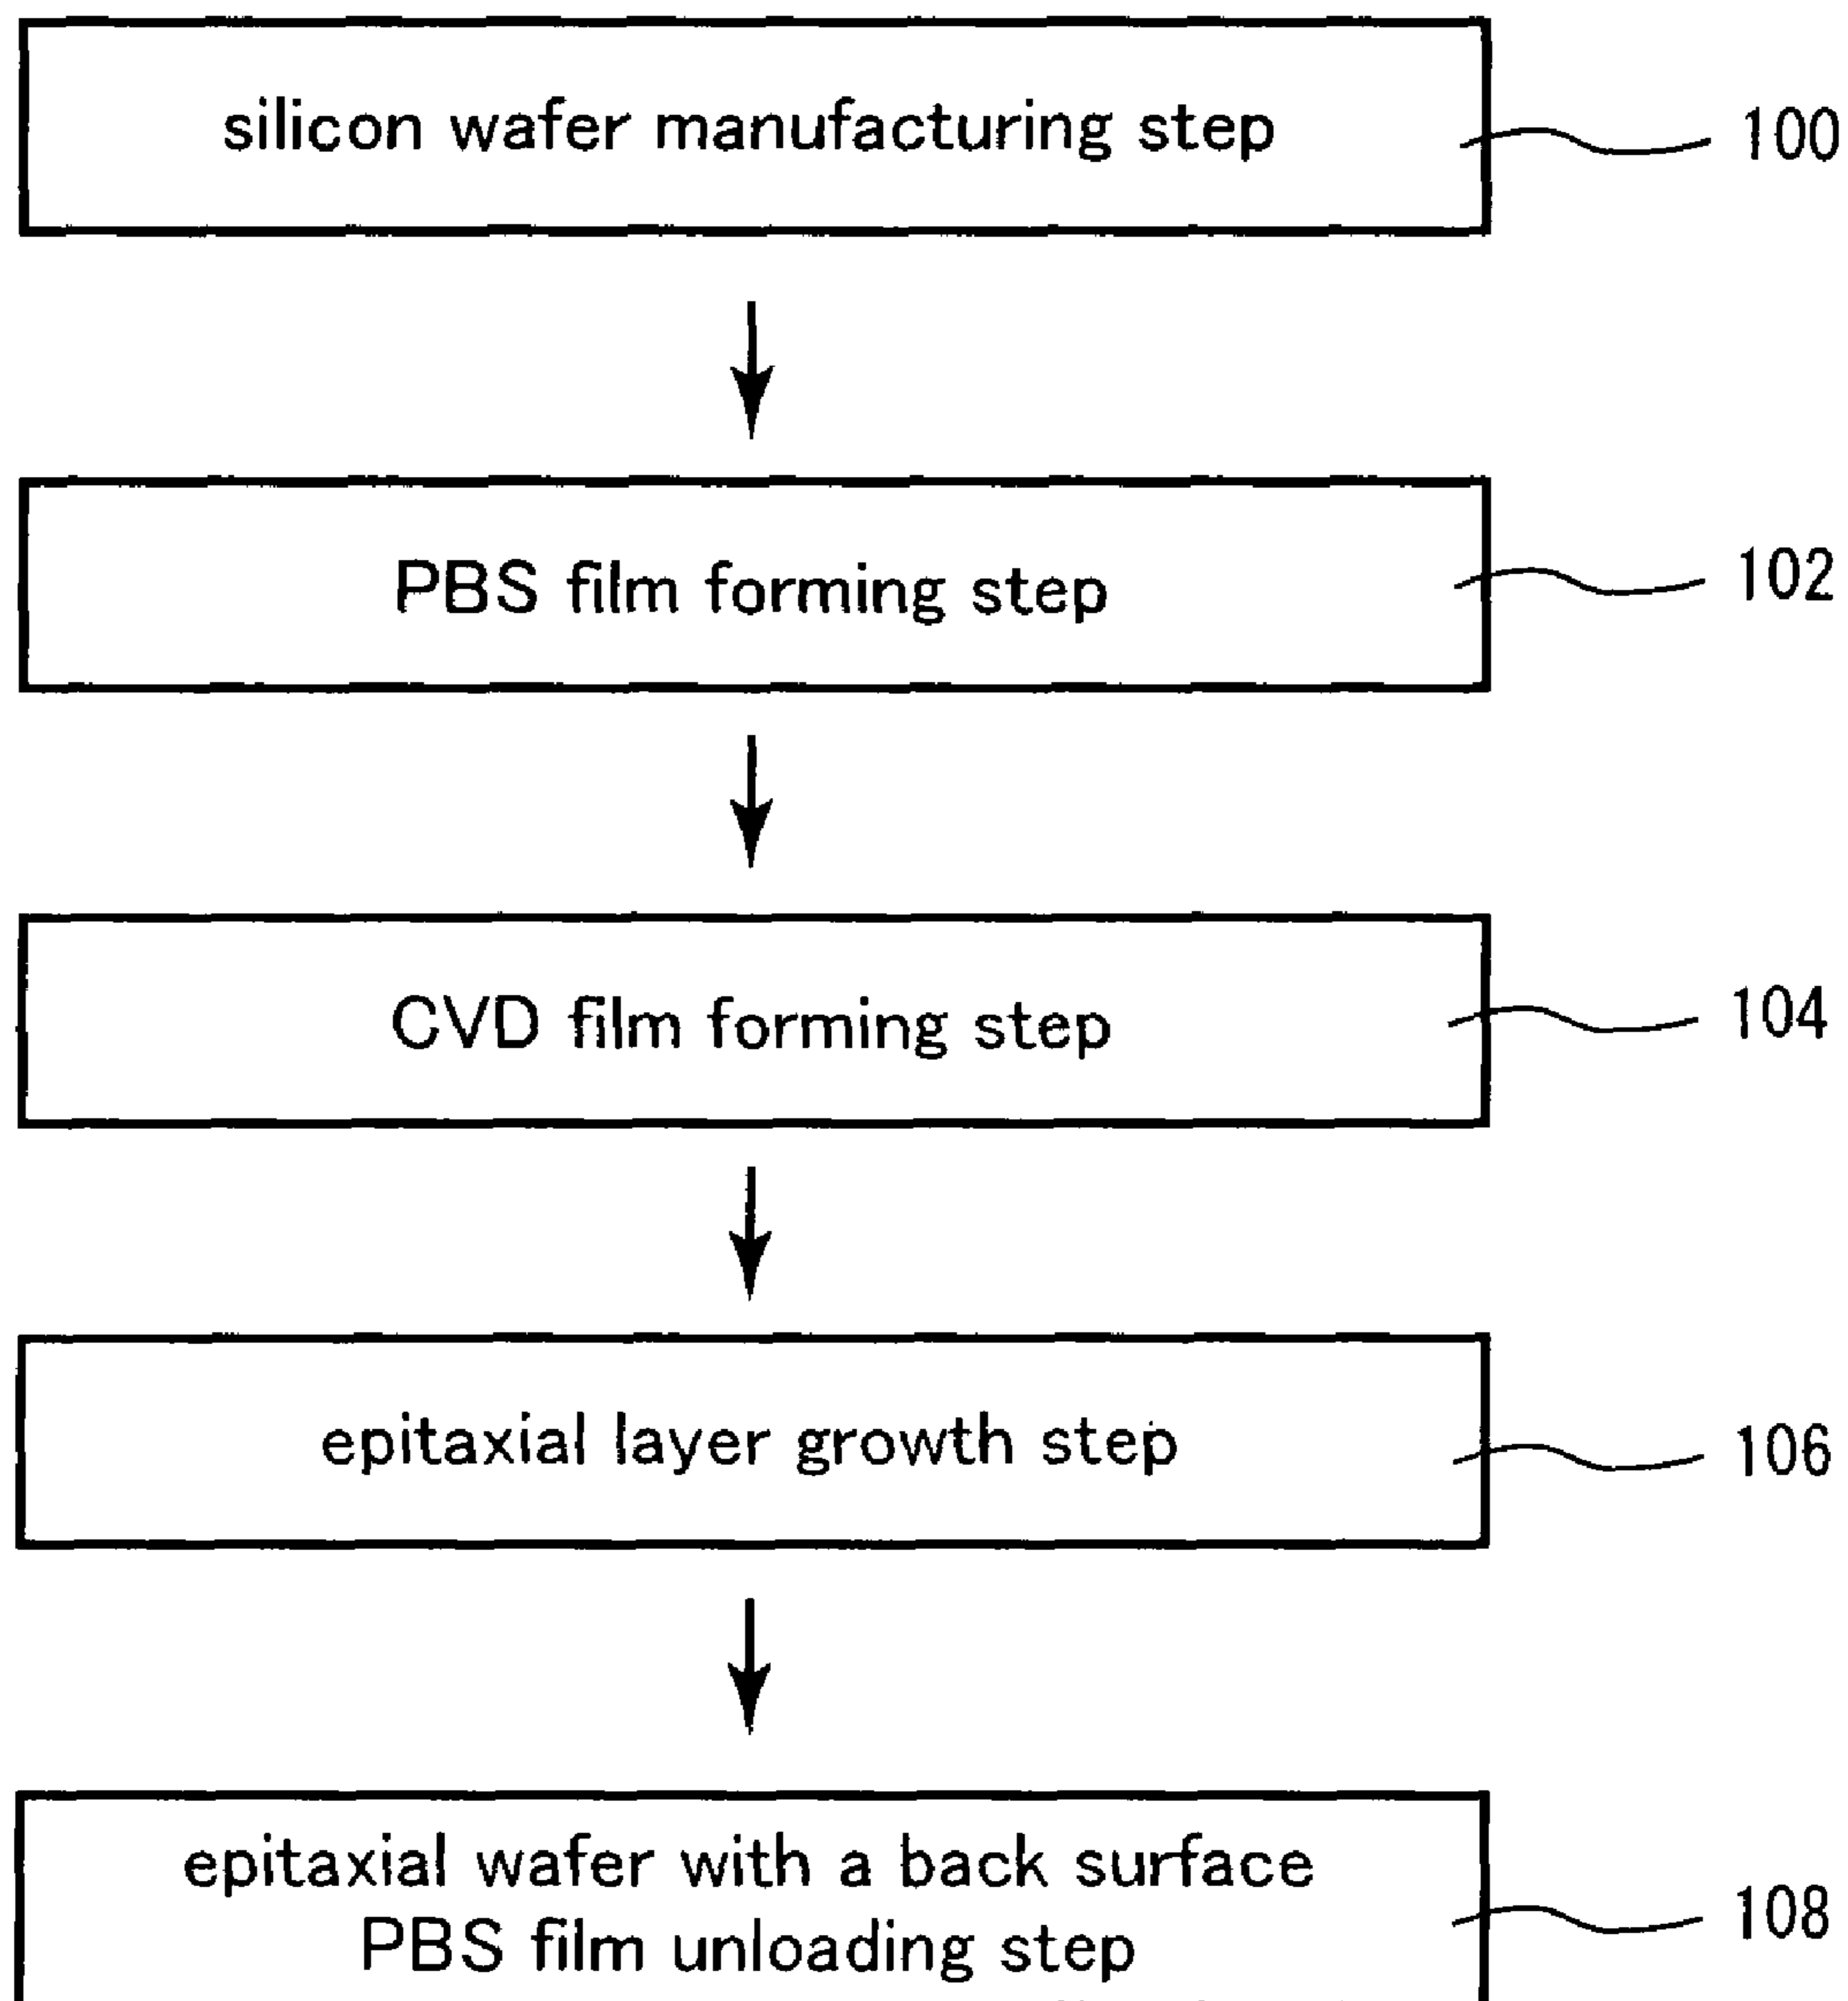 silicon wafer manufacturing step
100
PBS film forming step
102
CVD film forming step
104
epitaxial layer growth step
106
epitaxial wafer with a back surface
PBS film unloading step
108